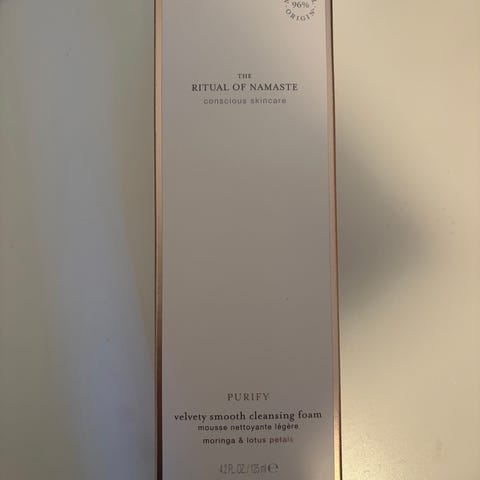 96%
ORIGIN
THE
RITUAL OF NAMASTE
conscious skincare
PURIFY
velvety smooth cleansing foam
mousse nettoyante légère
moringa & lotus petals
4.2 FL. OZ. / 125 ml ℮